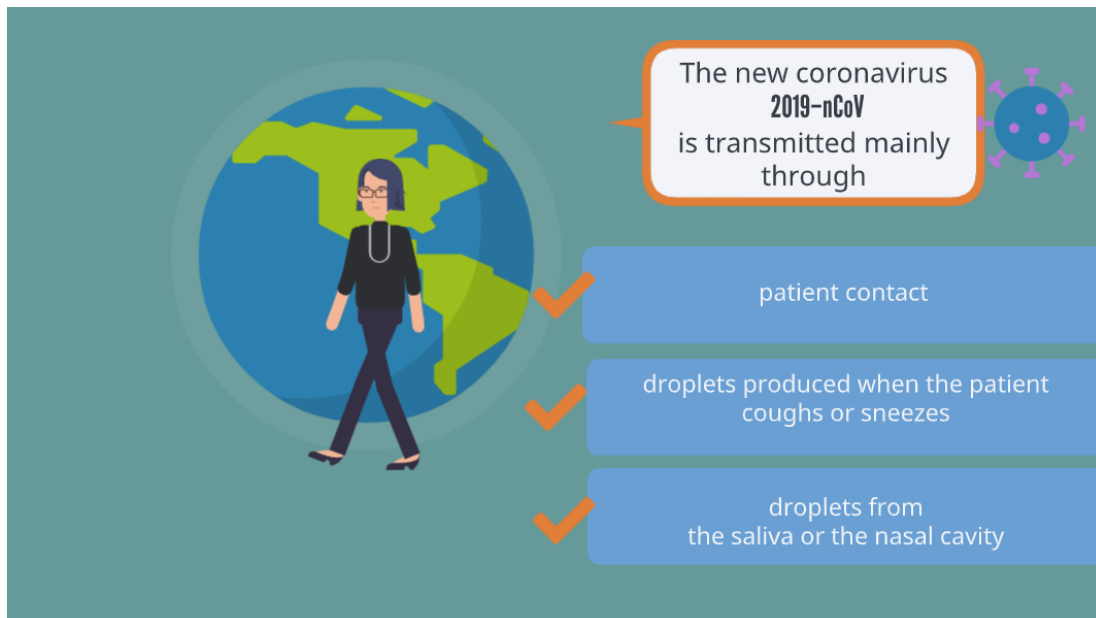 The new coronavirus
2019-nCoV
is transmitted mainly
through
patient contact
droplets produced when the patient
coughs or sneezes
droplets from
the saliva or the nasal cavity